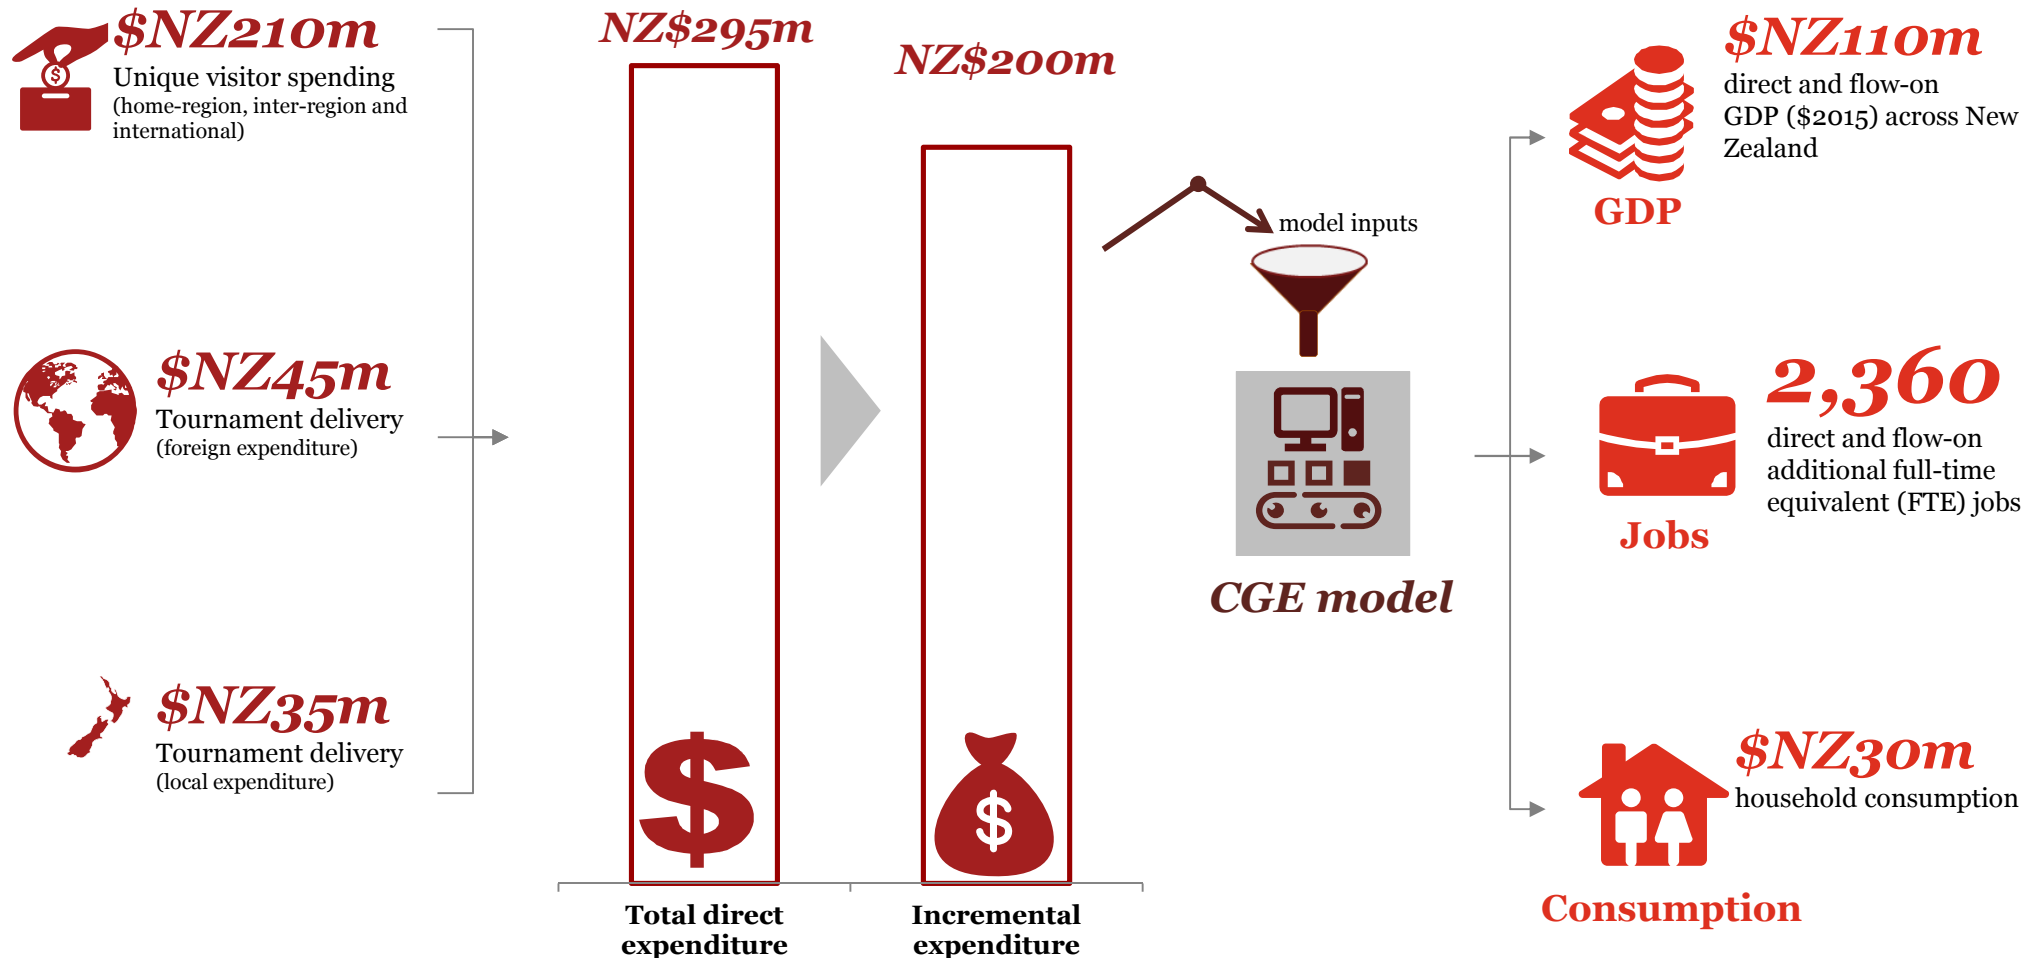 $NZ210m
Unique visitor spending
(home-region, inter-region and
international)
$NZ45m
Tournament delivery
(foreign expenditure)
$NZ35m
Tournament delivery
(local expenditure)
NZ$295m
NZ$200m
$
$
$
Total direct
expenditure
Incremental
expenditure
model inputs
CGE model
$NZ110m
direct and flow-on
GDP ($2015) across New
Zealand
GDP
2,360
direct and flow-on
additional full-time
equivalent (FTE) jobs
Jobs
$NZ30m
household consumption
Consumption